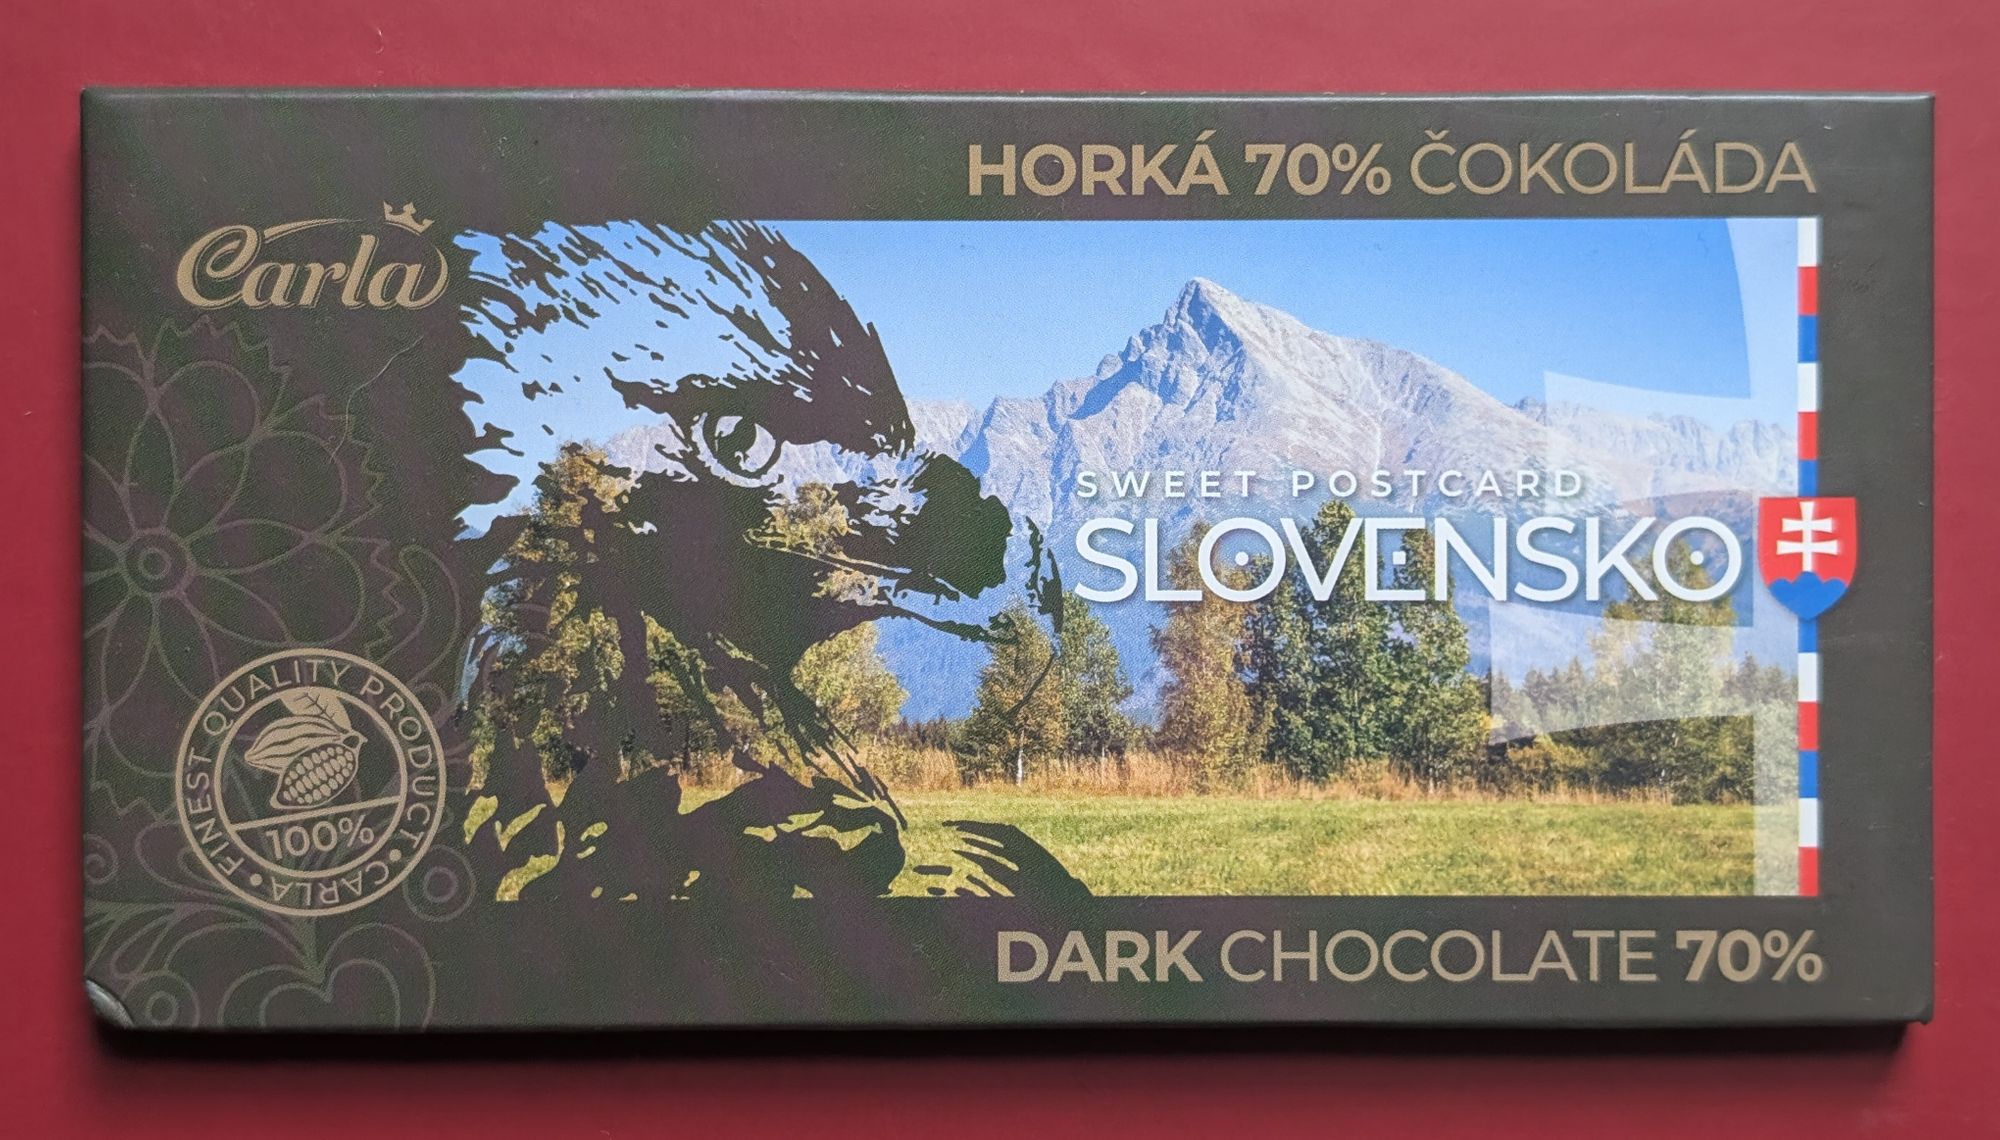 HORKÁ 70% ČOKOLÁDA
Carla
SWEET POSTCARD
SLOVENSKO
FINEST QUALITY PRODUCT • CARLA •
100%
DARK CHOCOLATE 70%